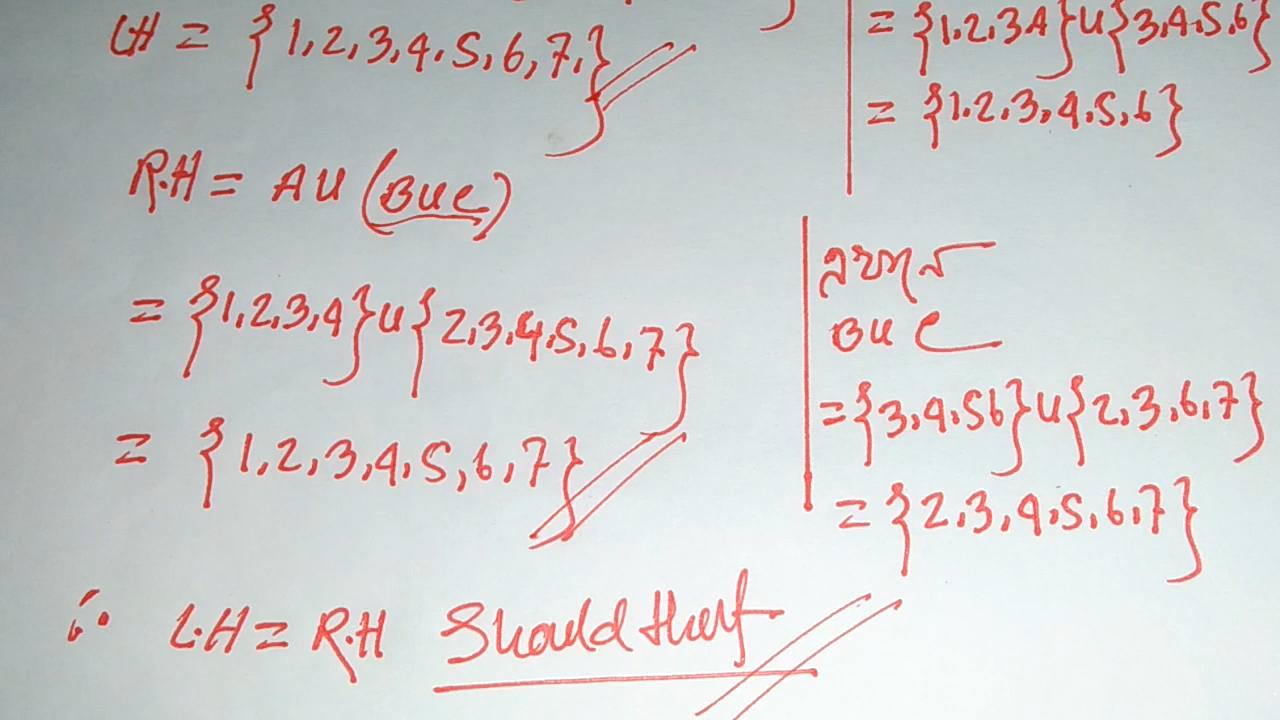 LH = {1,2,3,4.5,6,7,}
R.H = A U (B U C)
= {1,2,3,4} U {2,3,4,5,6,7}
= {1,2,3,4,5,6,7}
= {1.2.3.4} U {3,4.5,6}
= {1.2.3,4.5,6}
B U C
= {3,4.5 6} U {2,3,6,7}
= {2,3,4,5,6,7}
∴ L.H = R.H Should that